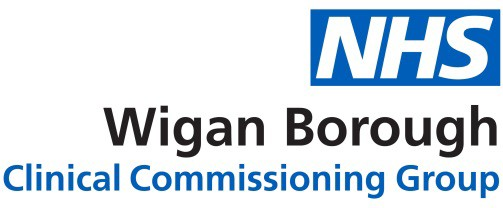 NHS
Wigan Borough
Clinical Commissioning Group